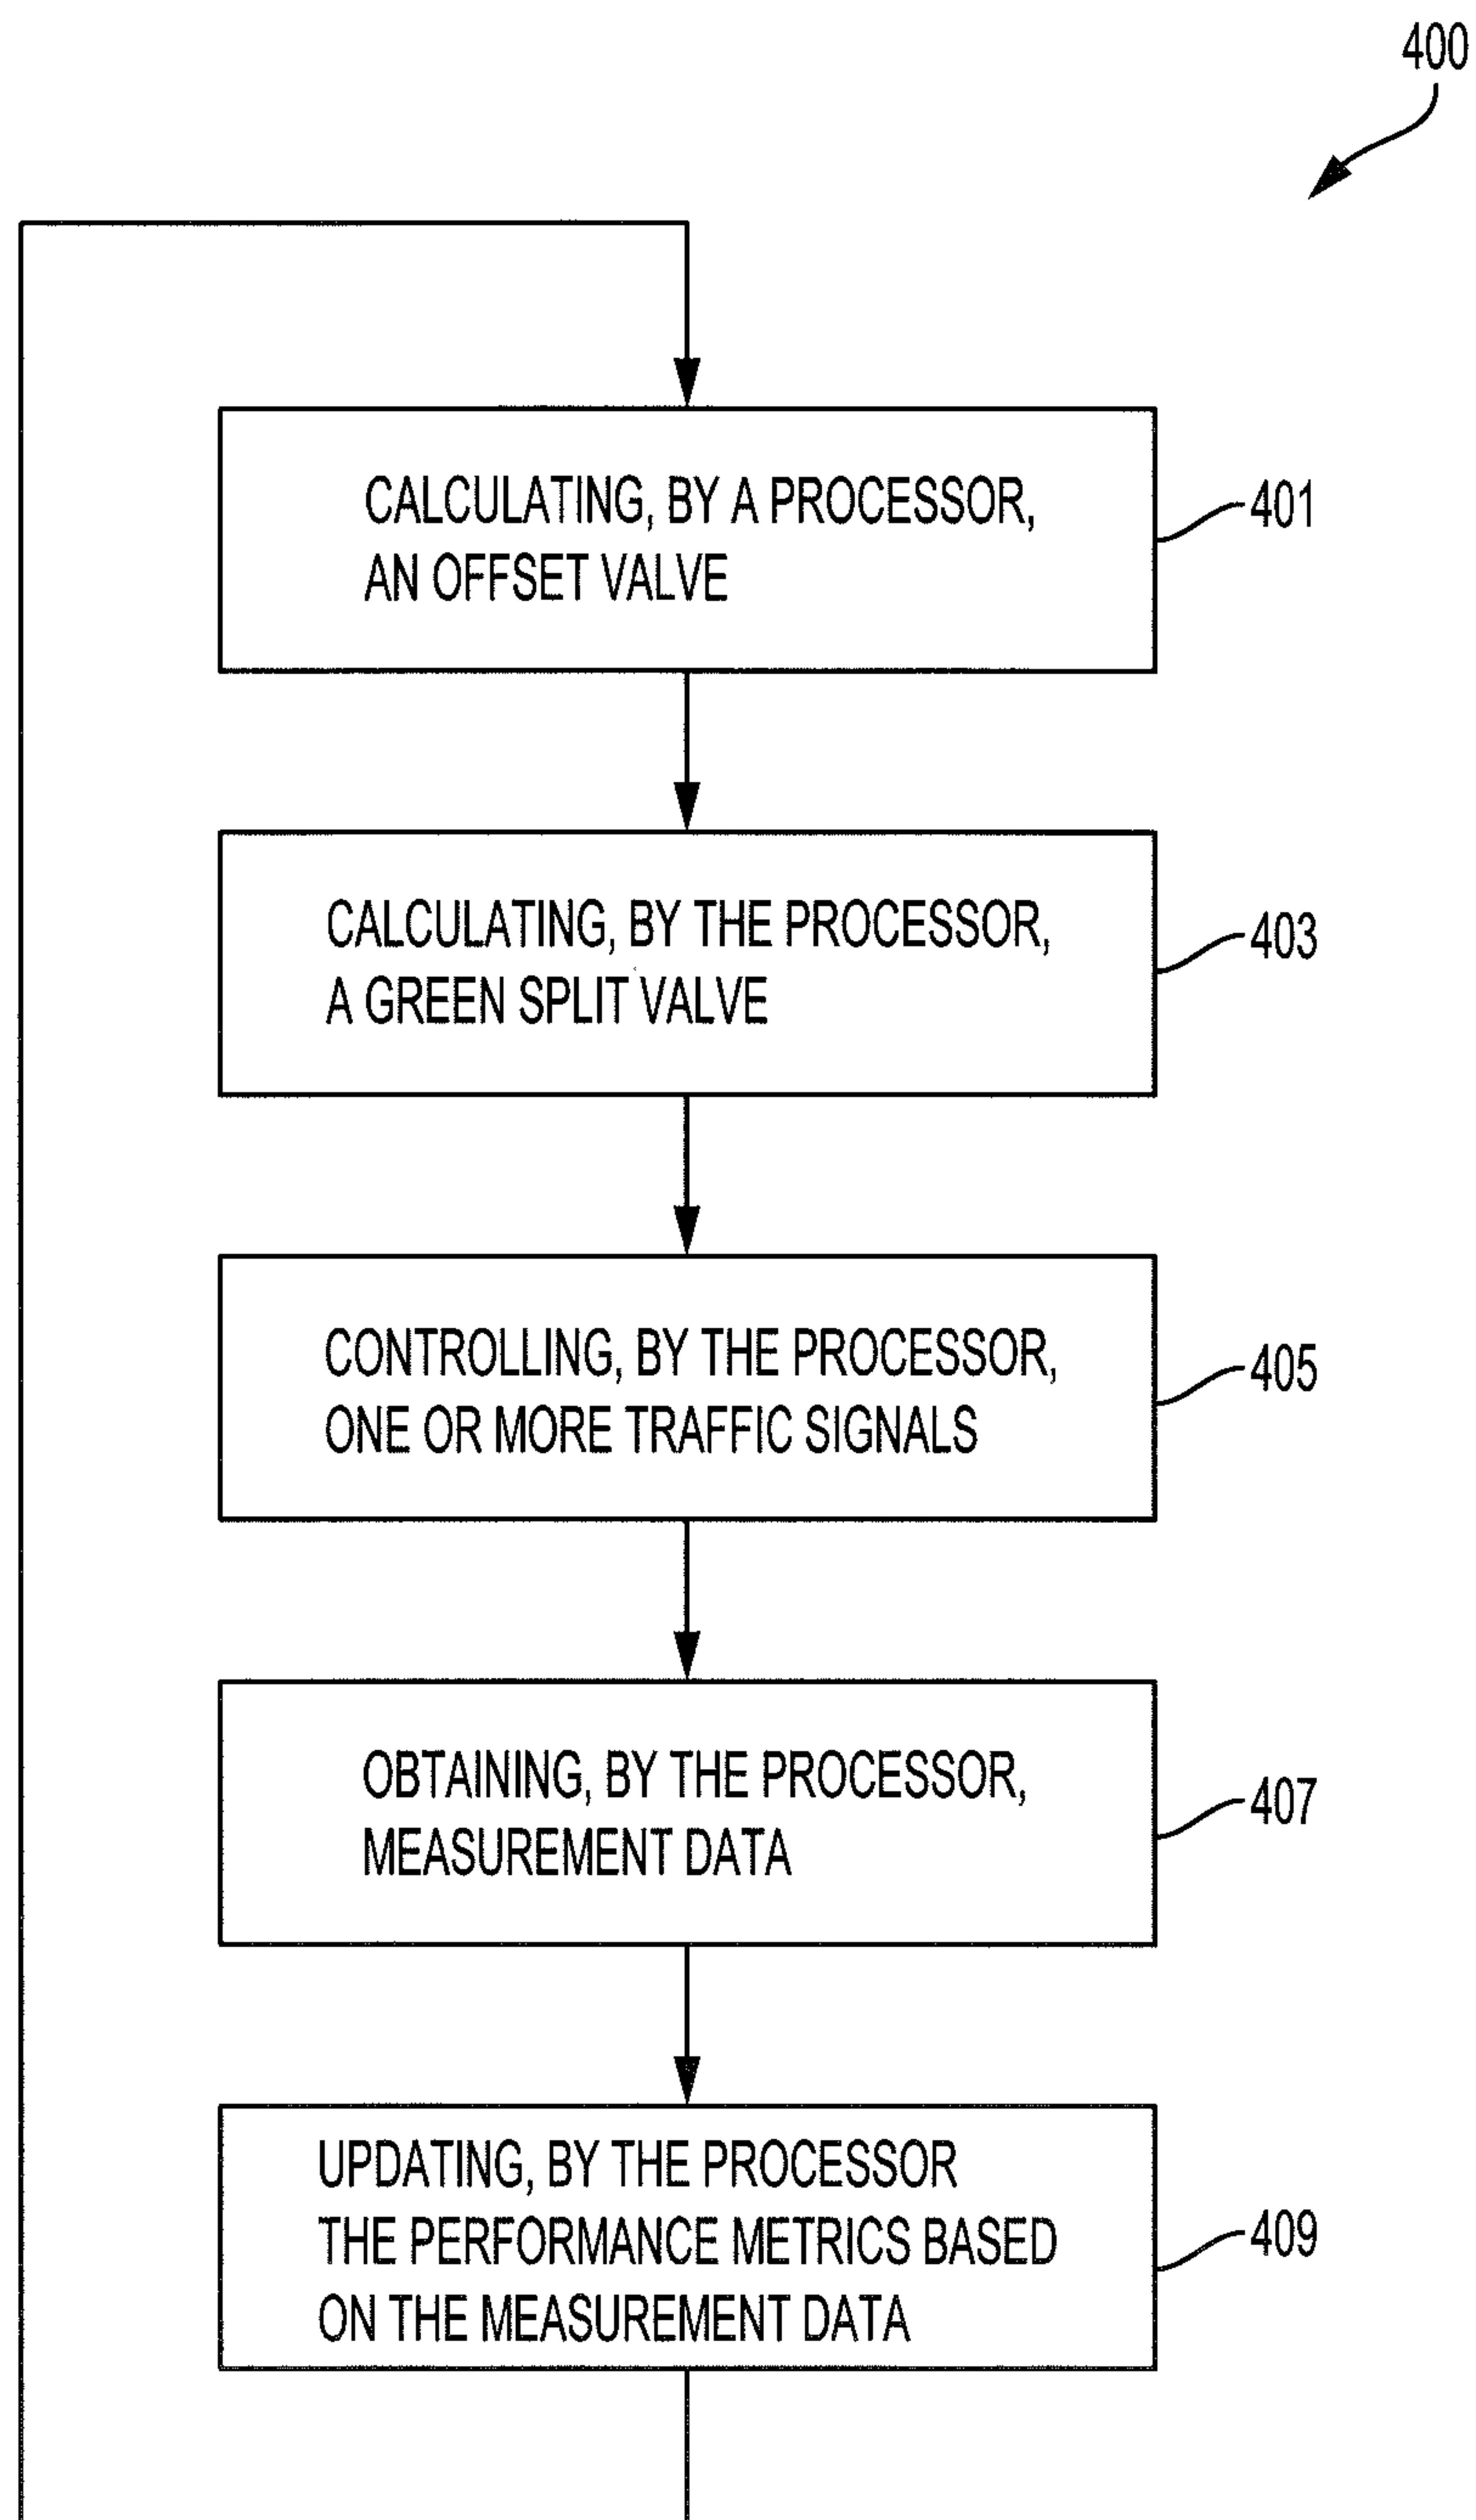 400
CALCULATING, BY A PROCESSOR,
AN OFFSET VALVE
401
CALCULATING, BY THE PROCESSOR,
A GREEN SPLIT VALVE
403
CONTROLLING, BY THE PROCESSOR,
ONE OR MORE TRAFFIC SIGNALS
405
OBTAINING, BY THE PROCESSOR,
MEASUREMENT DATA
407
UPDATING, BY THE PROCESSOR
THE PERFORMANCE METRICS BASED
ON THE MEASUREMENT DATA
409